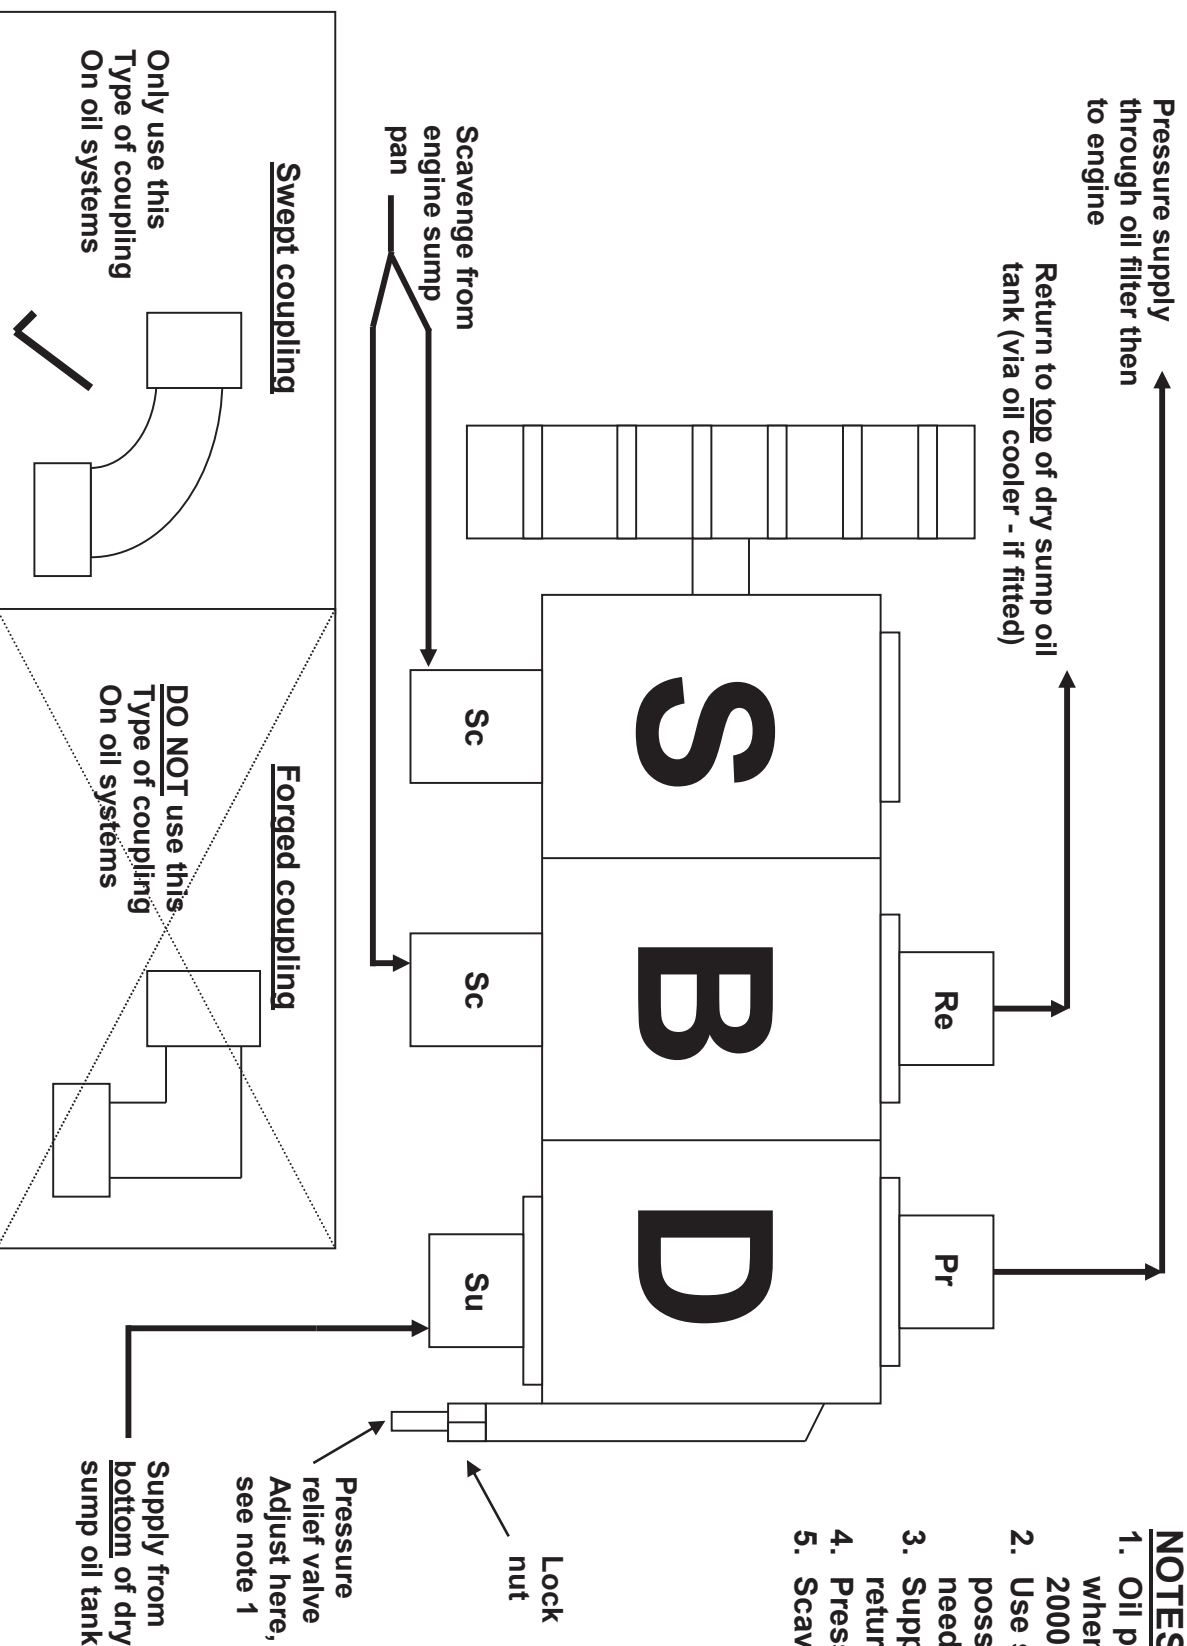 Pressure supply
through oil filter then
to engine
Return to top of dry sump oil
tank (via oil cooler - if fitted)
NOTES
1. Oil p
when
2000
2. Use s
poss
need
3. Supp
retur
4. Press
5. Scav
Re
Pr
S
B
D
Scavenge from
engine sump
pan
Sc
Sc
Su
Lock
nut
Pressure
relief valve
Adjust here,
see note 1
Supply from
bottom of dry
sump oil tank
Swept coupling
Only use this
Type of coupling
On oil systems
Forged coupling
DO NOT use this
Type of coupling
On oil systems